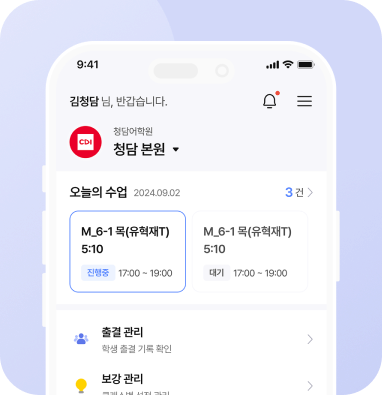 9:41
김청담 님, 반갑습니다.
CDI
청담어학원
청담 본원
오늘의 수업 2024.09.02 3 건
M_6-1 목(유혁재T)
5:10
진행중 17:00 ~ 19:00
M_6-1 목(유혁재T)
5:10
대기 17:00 ~ 19:00
출결 관리
학생 출결 기록 확인
보강 관리